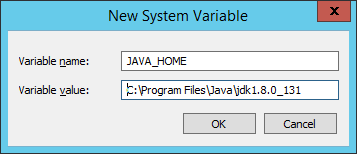 New System Variable
x
Variable name: JAVA_HOME
Variable value: C:\Program Files\Java\jdk1.8.0_131
OK Cancel